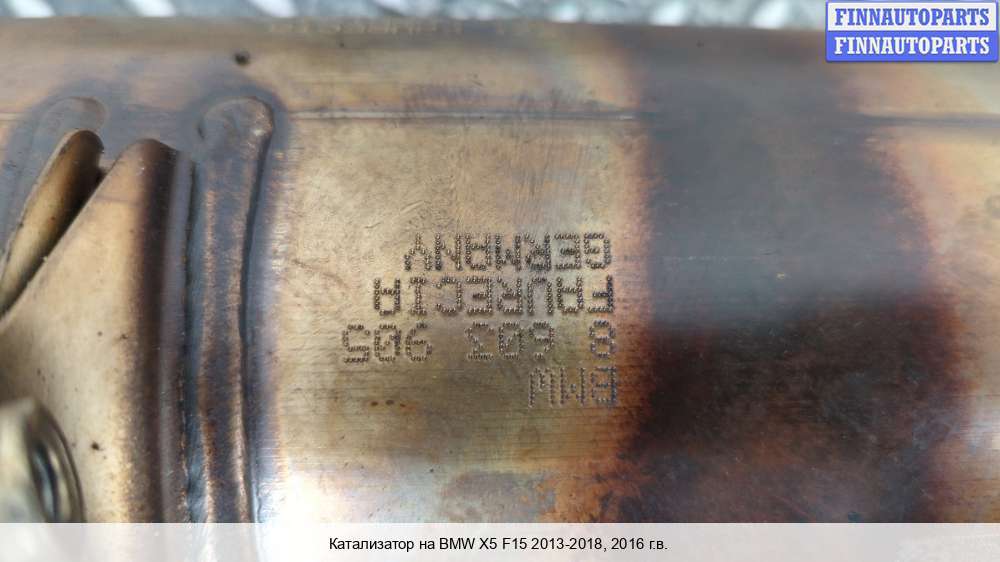 FINNAUTOPARTS
FINNAUTOPARTS
BMW
8 603 905
FAURECIA
GERMANY
Катализатор на BMW X5 F15 2013-2018, 2016 г.в.